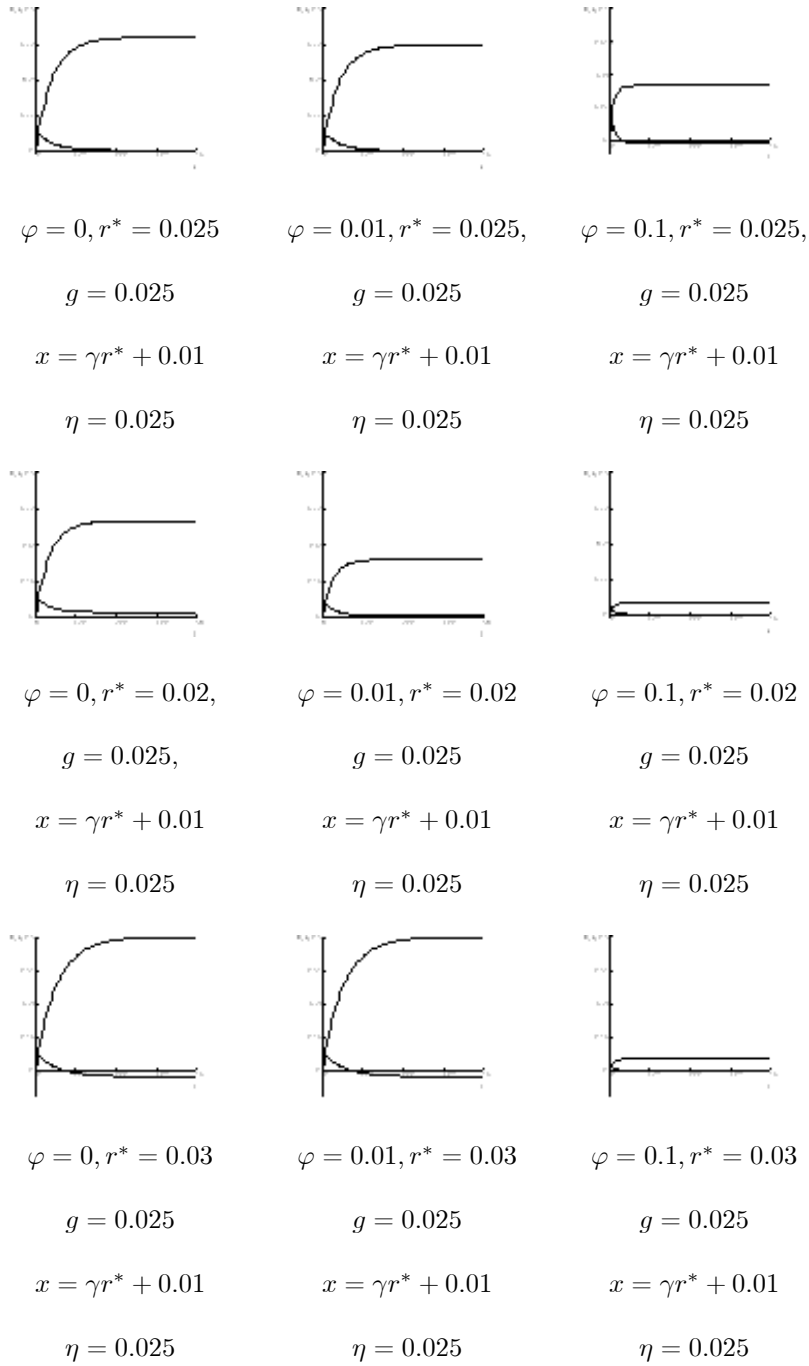 φ = 0, r* = 0.025
φ = 0.01, r* = 0.025,
φ = 0.1, r* = 0.025,
g = 0.025
g = 0.025
g = 0.025
x = γr* + 0.01
x = γr* + 0.01
x = γr* + 0.01
η = 0.025
η = 0.025
η = 0.025
φ = 0, r* = 0.02,
φ = 0.01, r* = 0.02
φ = 0.1, r* = 0.02
g = 0.025,
g = 0.025
g = 0.025
x = γr* + 0.01
x = γr* + 0.01
x = γr* + 0.01
η = 0.025
η = 0.025
η = 0.025
φ = 0, r* = 0.03
φ = 0.01, r* = 0.03
φ = 0.1, r* = 0.03
g = 0.025
g = 0.025
g = 0.025
x = γr* + 0.01
x = γr* + 0.01
x = γr* + 0.01
η = 0.025
η = 0.025
η = 0.025